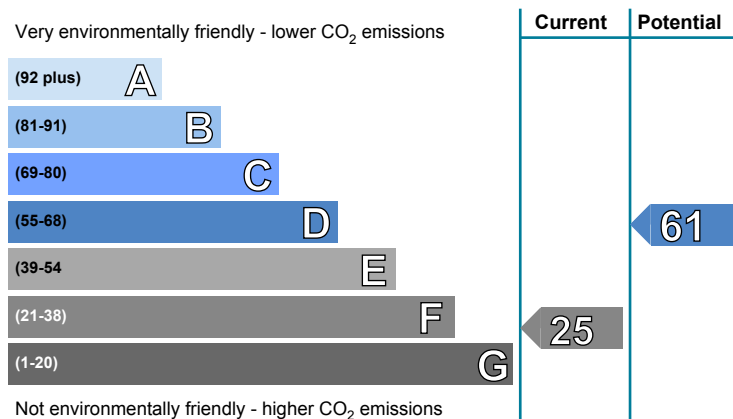 Very environmentally friendly - lower CO2 emissions
Current
Potential
(92 plus) A
(81-91) B
(69-80) C
(55-68) D
61
(39-54 E
(21-38) F
25
(1-20) G
Not environmentally friendly - higher CO2 emissions